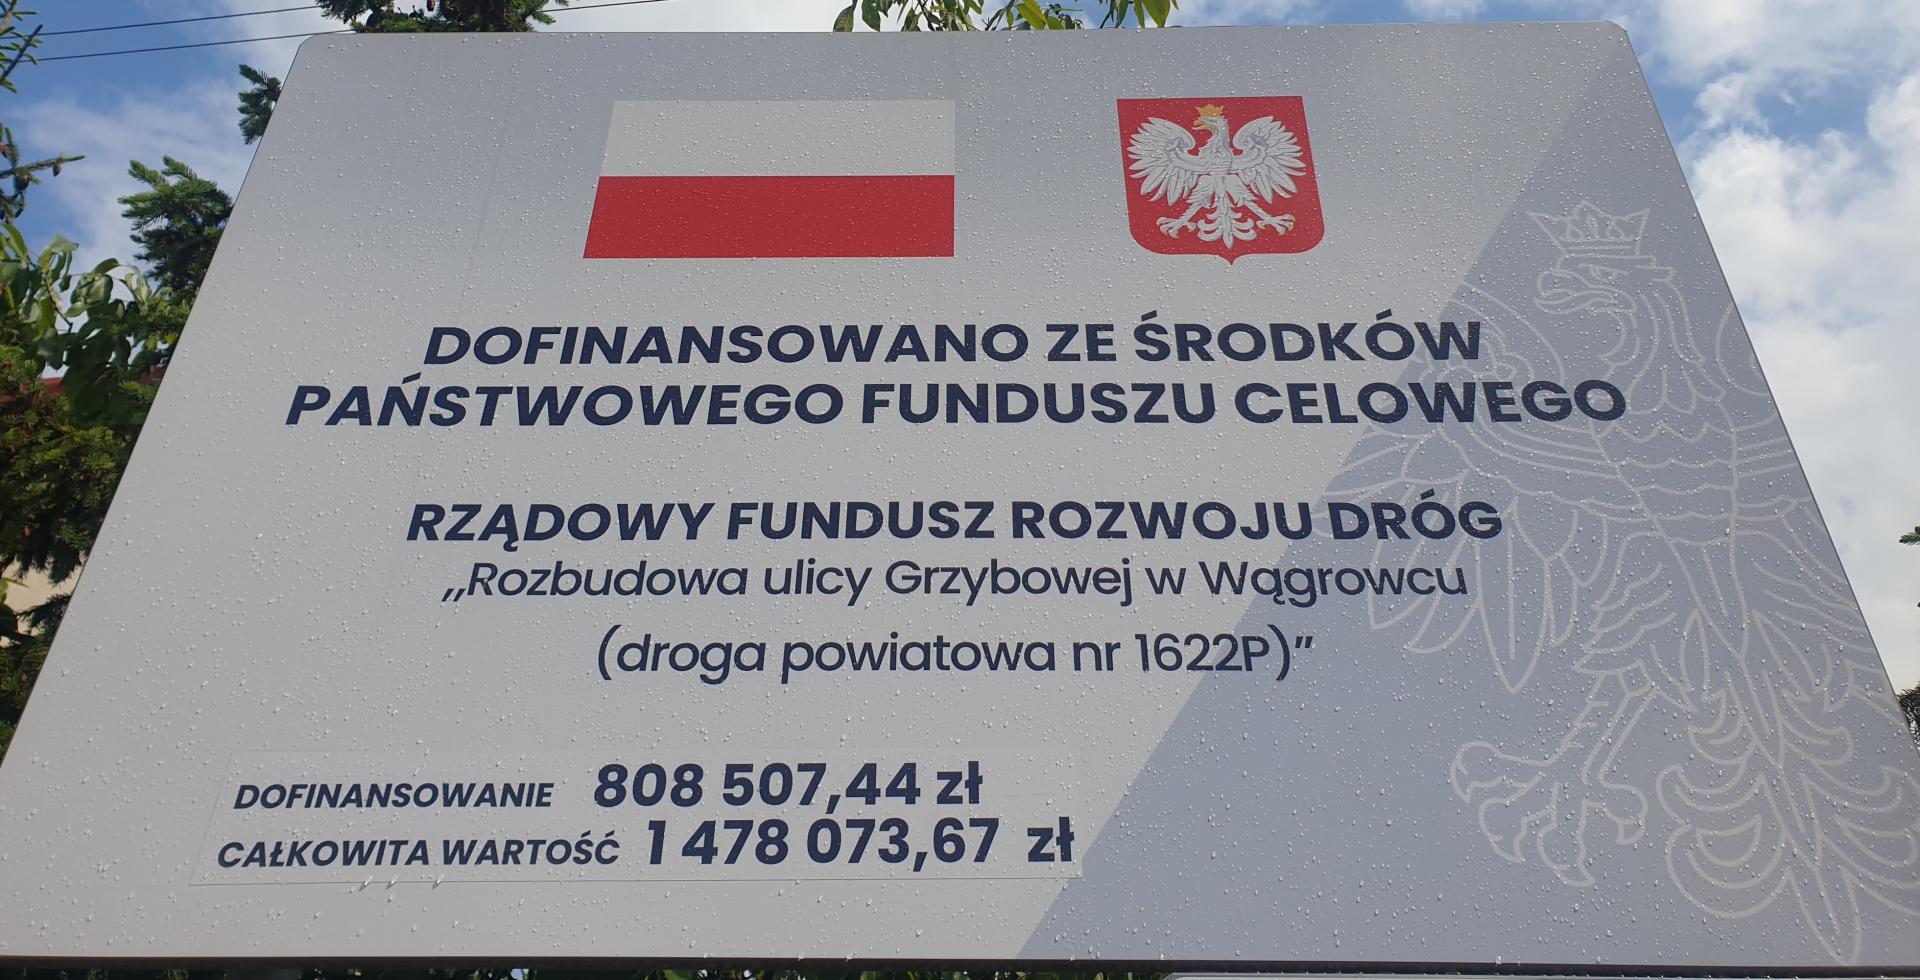 DOFINANSOWANO ZE ŚRODKÓW
PAŃSTWOWEGO FUNDUSZU CELOWEGO
RZĄDOWY FUNDUSZ ROZWOJU DRÓG
,,Rozbudowa ulicy Grzybowej w Wągrowcu
(droga powiatowa nr 1622P)”
DOFINANSOWANIE 808 507,44 zł
CAŁKOWITA WARTOŚĆ 1 478 073,67 zł